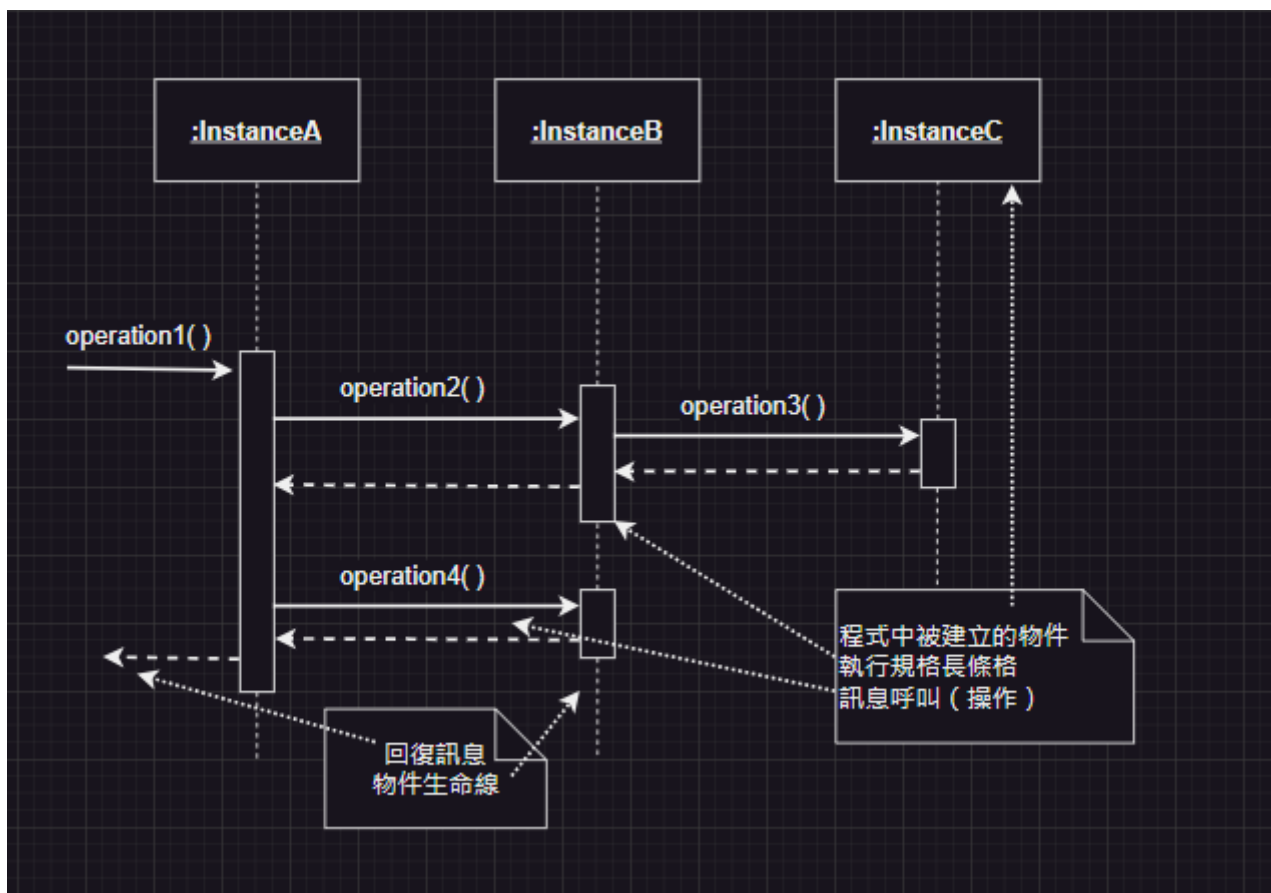 :InstanceA
:InstanceB
:InstanceC
operation1( )
operation2( )
operation3( )
operation4( )
程式中被建立的物件
執行規格長條格
訊息呼叫（操作）
回復訊息
物件生命線